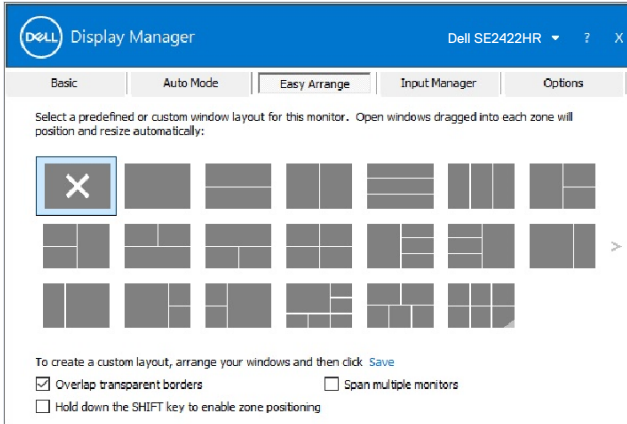 DELL Display Manager Dell SE2422HR ? X
Basic Auto Mode Easy Arrange Input Manager Options
Select a predefined or custom window layout for this monitor. Open windows dragged into each zone will
position and resize automatically:
>
To create a custom layout, arrange your windows and then click Save
Overlap transparent borders Span multiple monitors
Hold down the SHIFT key to enable zone positioning